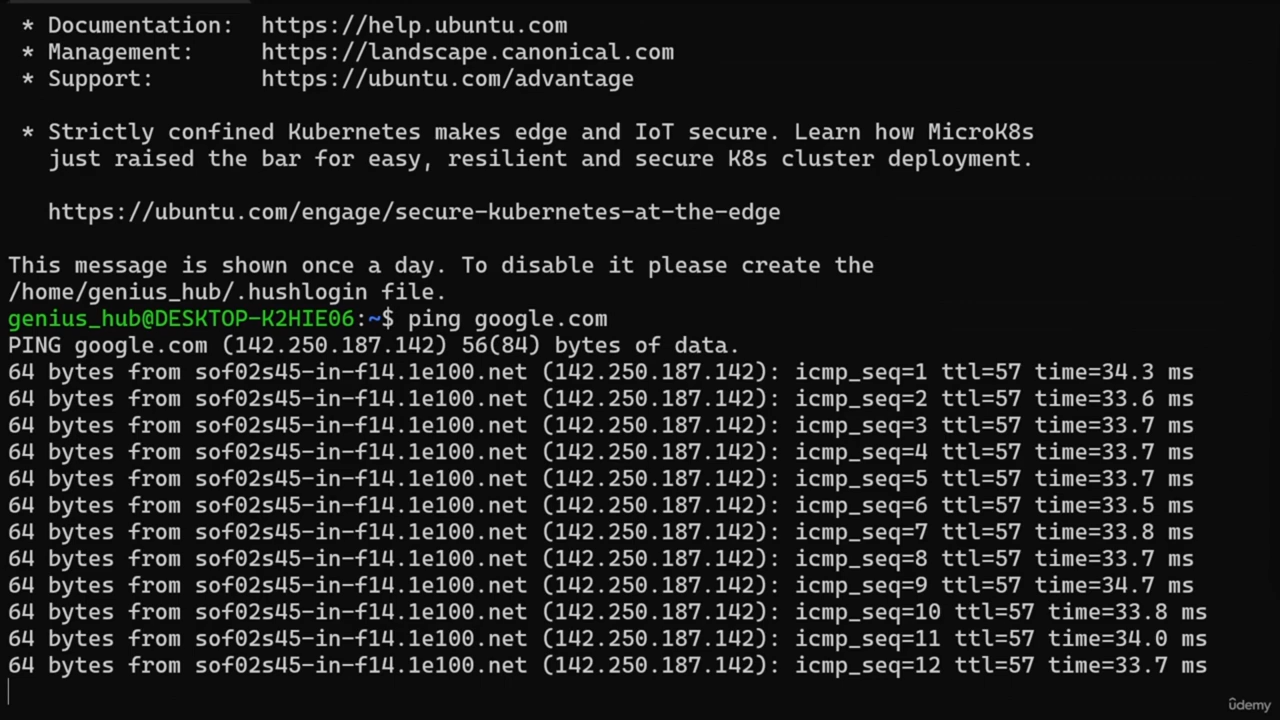 * Documentation:  https://help.ubuntu.com
* Management:     https://landscape.canonical.com
* Support:        https://ubuntu.com/advantage
* Strictly confined Kubernetes makes edge and IoT secure. Learn how MicroK8s
just raised the bar for easy, resilient and secure K8s cluster deployment.
https://ubuntu.com/engage/secure-kubernetes-at-the-edge
This message is shown once a day. To disable it please create the
/home/genius_hub/.hushlogin file.
genius_hub@DESKTOP-K2HIE06:~$ ping google.com
PING google.com (142.250.187.142) 56(84) bytes of data.
64 bytes from sof02s45-in-f14.1e100.net (142.250.187.142): icmp_seq=1 ttl=57 time=34.3 ms
64 bytes from sof02s45-in-f14.1e100.net (142.250.187.142): icmp_seq=2 ttl=57 time=33.6 ms
64 bytes from sof02s45-in-f14.1e100.net (142.250.187.142): icmp_seq=3 ttl=57 time=33.7 ms
64 bytes from sof02s45-in-f14.1e100.net (142.250.187.142): icmp_seq=4 ttl=57 time=33.7 ms
64 bytes from sof02s45-in-f14.1e100.net (142.250.187.142): icmp_seq=5 ttl=57 time=33.7 ms
64 bytes from sof02s45-in-f14.1e100.net (142.250.187.142): icmp_seq=6 ttl=57 time=33.5 ms
64 bytes from sof02s45-in-f14.1e100.net (142.250.187.142): icmp_seq=7 ttl=57 time=33.8 ms
64 bytes from sof02s45-in-f14.1e100.net (142.250.187.142): icmp_seq=8 ttl=57 time=33.7 ms
64 bytes from sof02s45-in-f14.1e100.net (142.250.187.142): icmp_seq=9 ttl=57 time=34.7 ms
64 bytes from sof02s45-in-f14.1e100.net (142.250.187.142): icmp_seq=10 ttl=57 time=33.8 ms
64 bytes from sof02s45-in-f14.1e100.net (142.250.187.142): icmp_seq=11 ttl=57 time=34.0 ms
64 bytes from sof02s45-in-f14.1e100.net (142.250.187.142): icmp_seq=12 ttl=57 time=33.7 ms
ûdemy